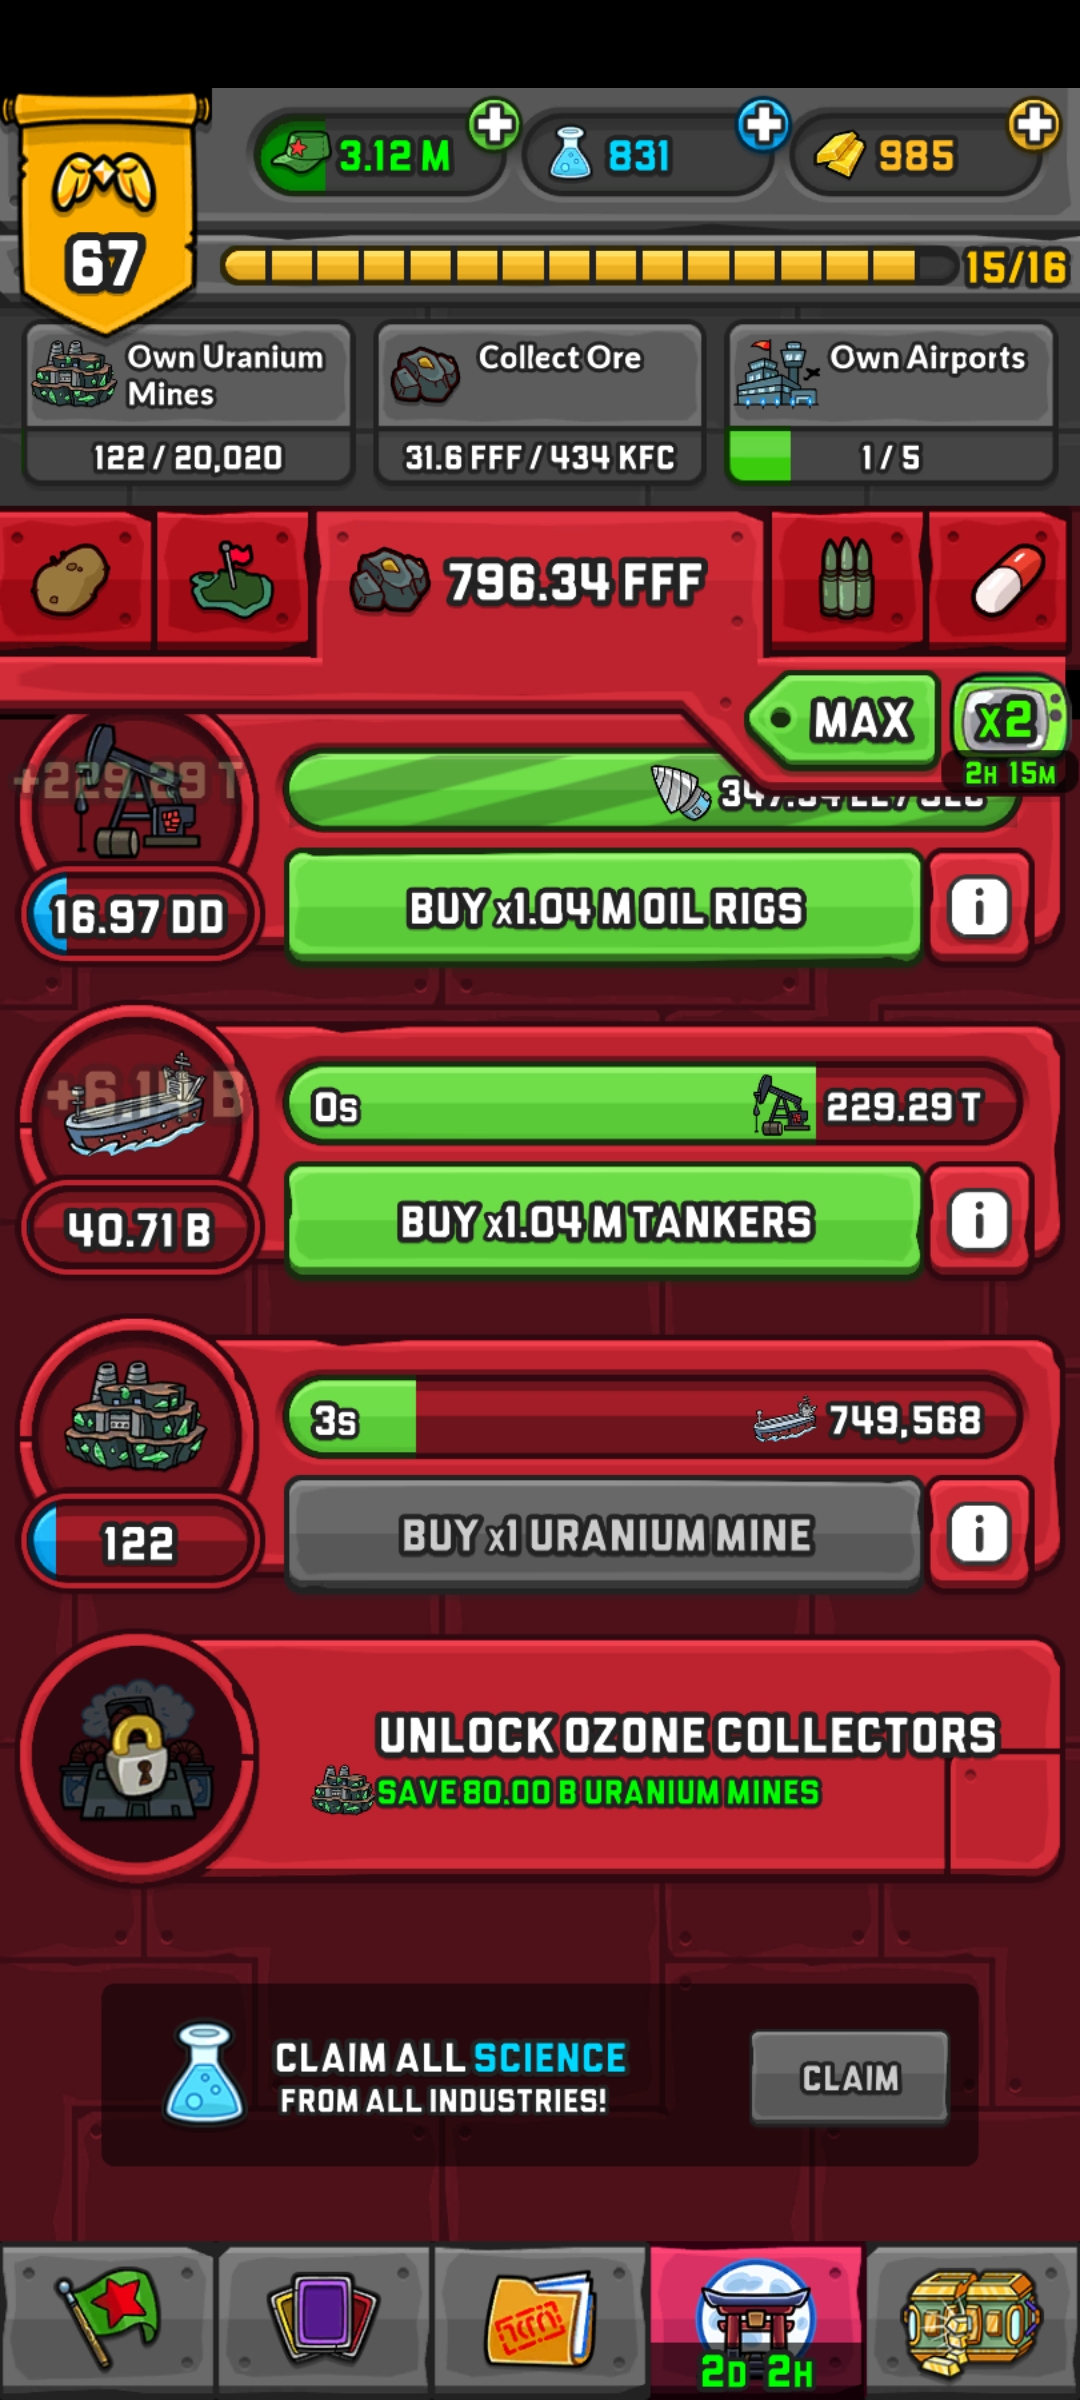 3.12 M
831
985
67
15/16
Own Uranium
Mines
122 / 20,020
Collect Ore
31.6 FFF / 434 KFC
Own Airports
1 / 5
796.34 FFF
MAX
x2
2H 15M
+229.29 T
16.97 DD
BUY x1.04 M OIL RIGS
i
0s
229.29 T
40.71 B
BUY x1.04 M TANKERS
i
3s
749,568
122
BUY x1 URANIUM MINE
i
UNLOCK OZONE COLLECTORS
SAVE 80.00 B URANIUM MINES
CLAIM ALL SCIENCE
FROM ALL INDUSTRIES!
CLAIM
2D 2H